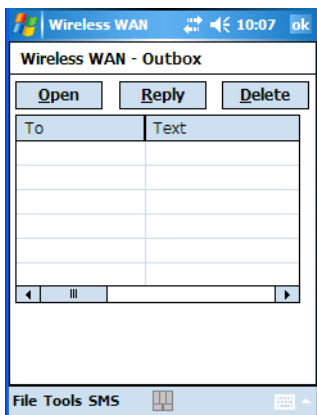 Wireless WAN 10:07 ok
Wireless WAN - Outbox
Open Reply Delete
To Text
File Tools SMS